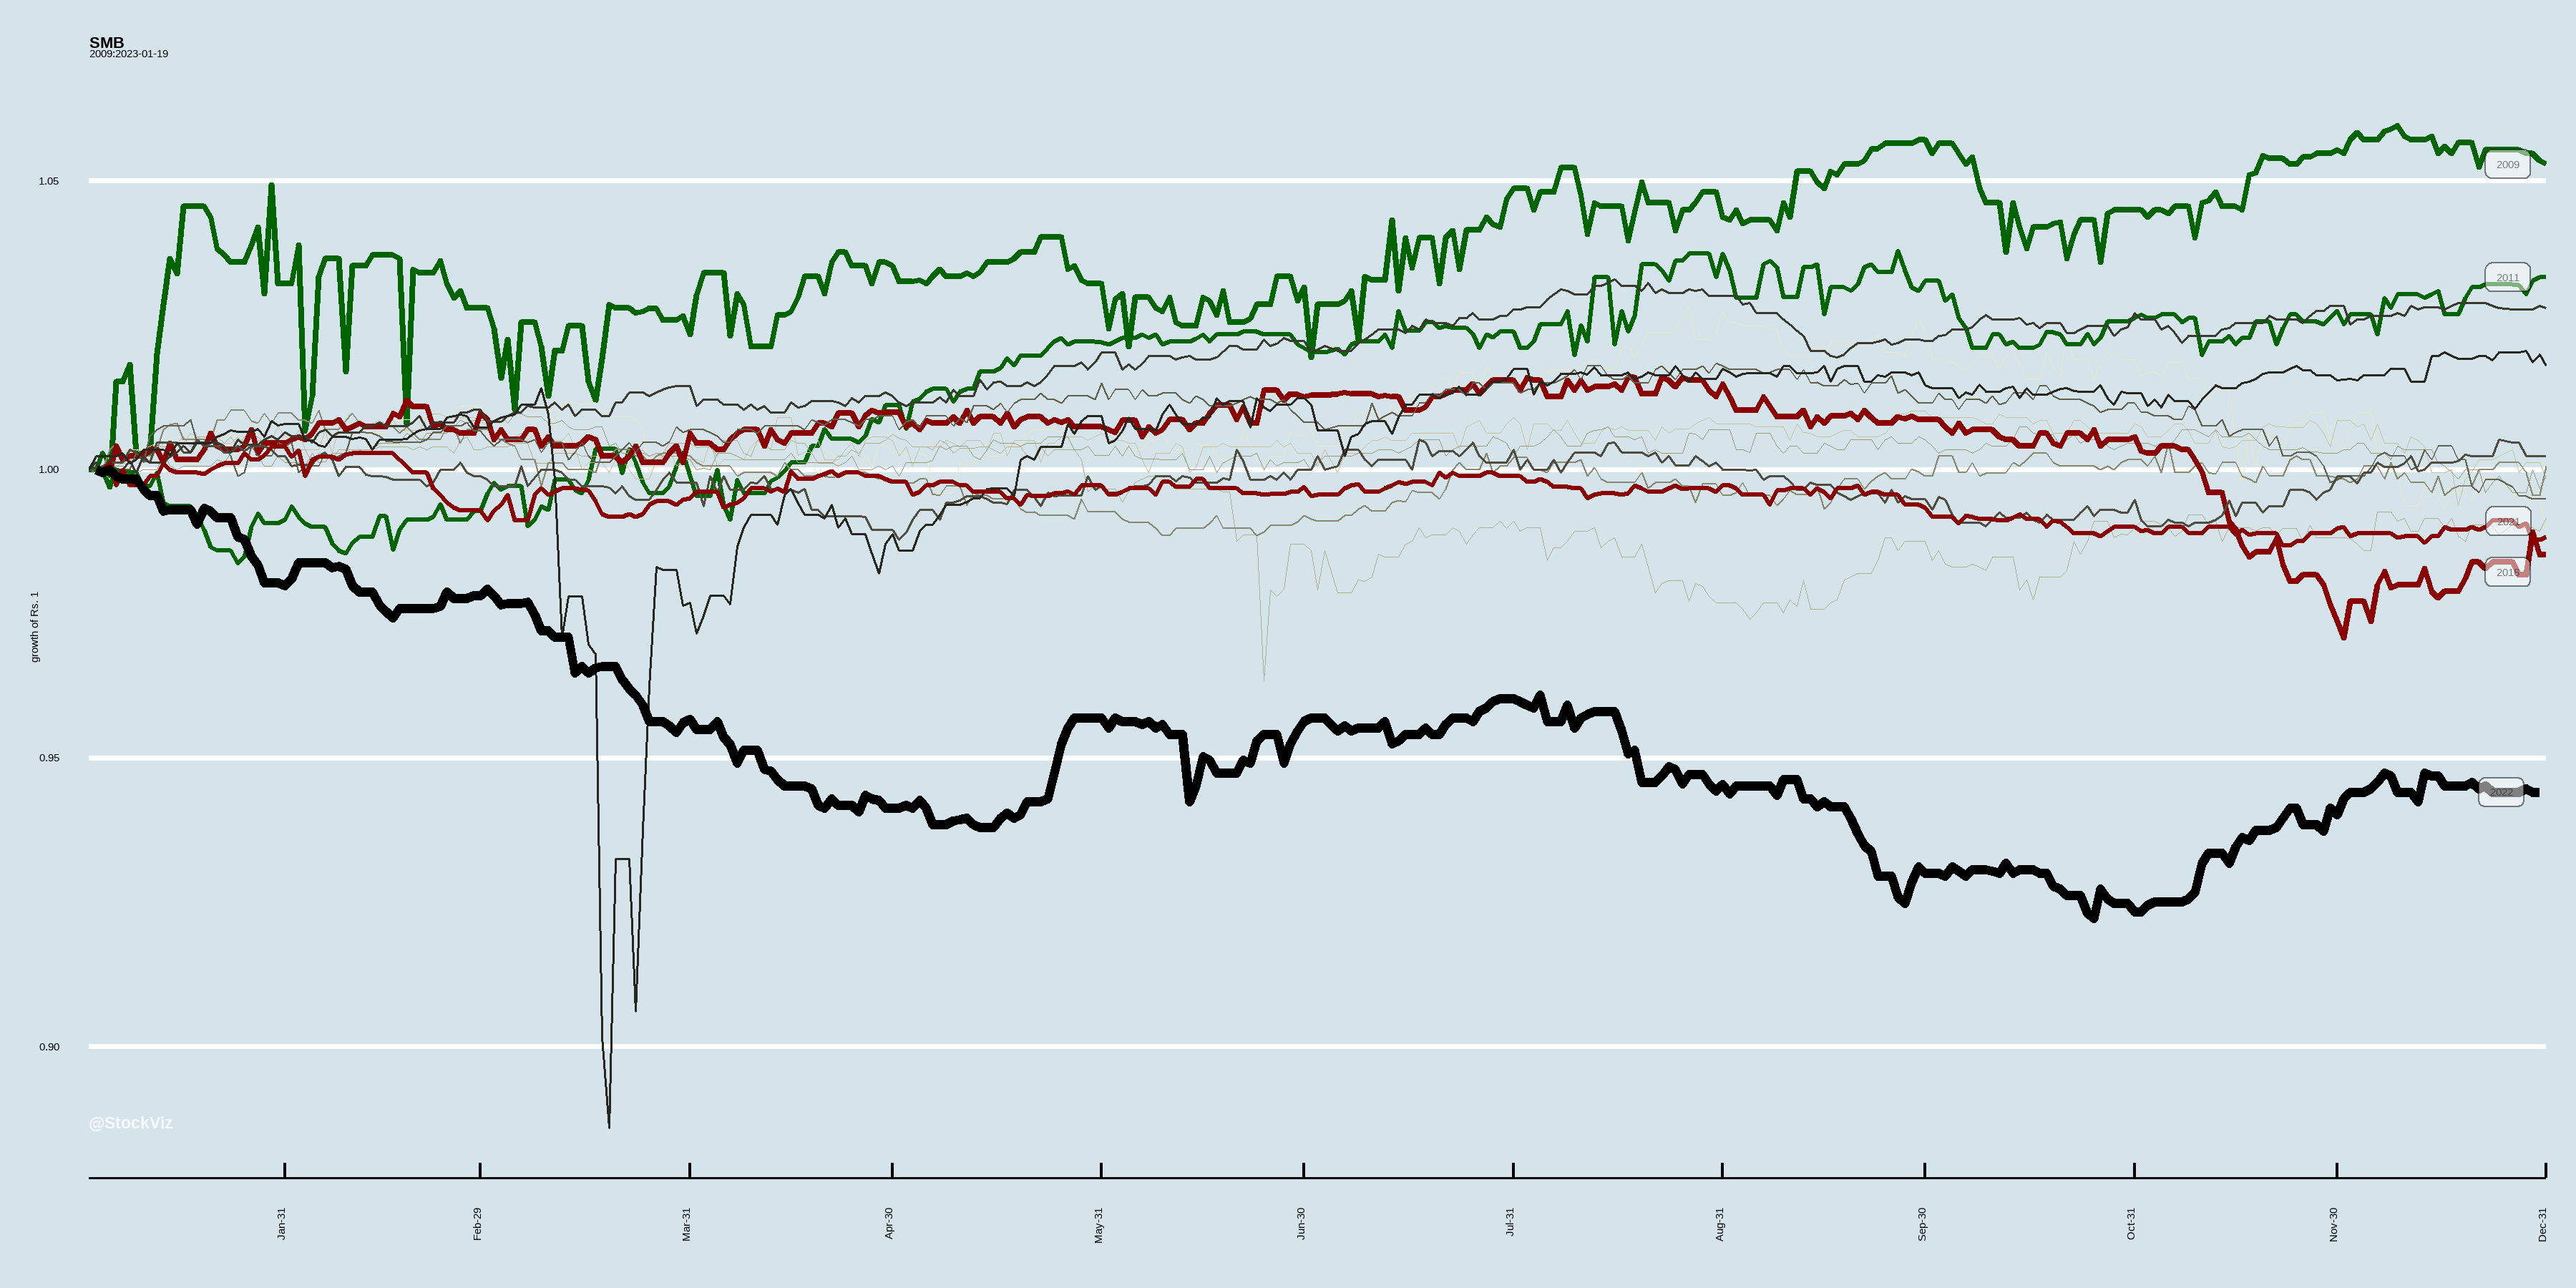 SMB
2009:2023-01-19
1.05
1.00
0.95
0.90
growth of Rs. 1
2009
2011
2021
2016
2022
@StockViz
Jan-31
Feb-29
Mar-31
Apr-30
May-31
Jun-30
Jul-31
Aug-31
Sep-30
Oct-31
Nov-30
Dec-31